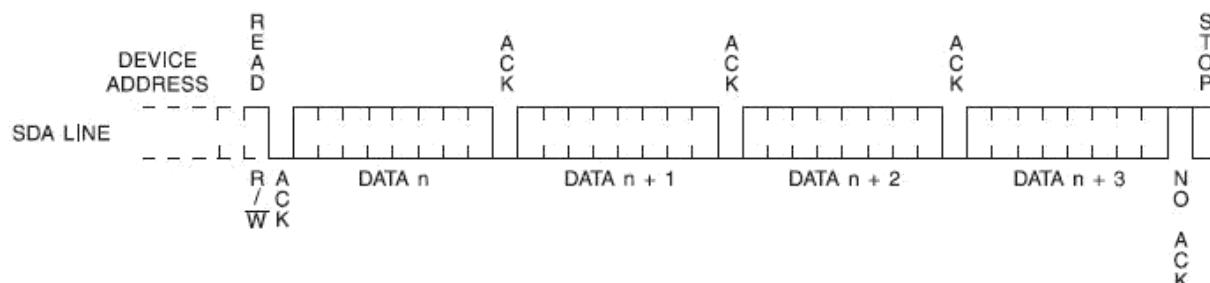 DEVICE
ADDRESS
READ
ACK
ACK
ACK
STOP
SDA LINE
R/W
ACK
DATA n
DATA n + 1
DATA n + 2
DATA n + 3
NO ACK